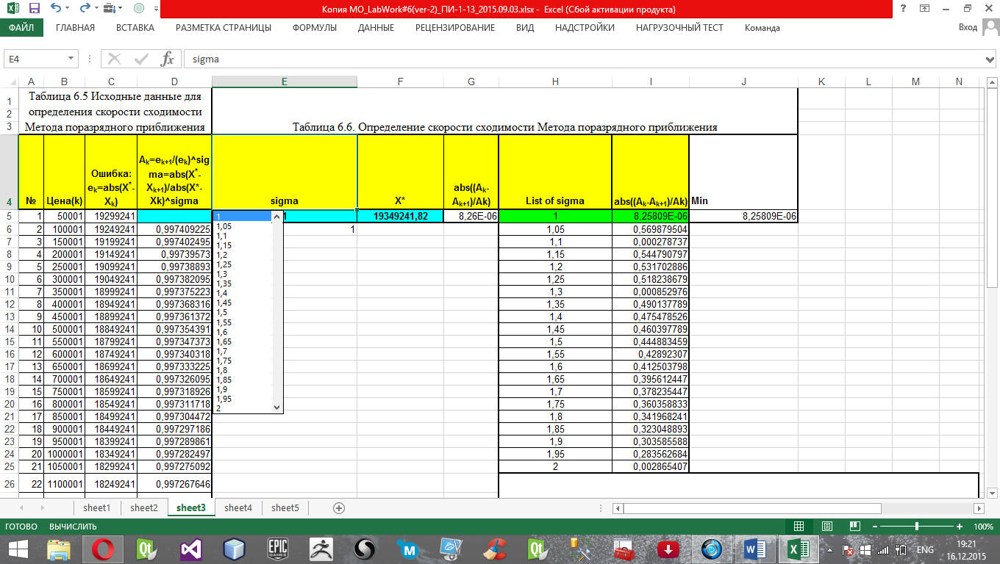 Копия MO_LabWork#6(ver-2)_ПИ-1-13_2015.09.03.xlsx - Excel (Сбой активации продукта)
ФАЙЛ ГЛАВНАЯ ВСТАВКА РАЗМЕТКА СТРАНИЦЫ ФОРМУЛЫ ДАННЫЕ РЕЦЕНЗИРОВАНИЕ ВИД НАДСТРОЙКИ НАГРУЗОЧНЫЙ ТЕСТ Команда Вход
E4 fx sigma
A B C D E F G H I J K L M N
1 Таблица 6.5 Исходные данные для
2 определения скорости сходимости
3 Метода поразрядного приближения Таблица 6.6. Определение скорости сходимости Метода поразрядного приближения
Ak=ek+1/(ek)^sig
Ошибка: ma=abs(X*-
ek=abs(X*- Xk+1)/abs(X*- abs((Ak-
4 № Цена(k) Xk) Xk)^sigma sigma X* Ak+1)/Ak) List of sigma abs((Ak-Ak+1)/Ak) Min
5 1 50001 19299241 1 1 19349241,82 8,26E-06 1 8,25809E-06 8,25809E-06
6 2 100001 19249241 0,997409225 1,05 1 1,05 0,569879504
7 3 150001 19199241 0,997402495 1,1 1,1 0,000278737
8 4 200001 19149241 0,99739573 1,15 1,15 0,544790797
9 5 250001 19099241 0,99738893 1,2 1,2 0,531702886
10 6 300001 19049241 0,997382095 1,25 1,25 0,518238679
11 7 350001 18999241 0,997375223 1,3 1,3 0,000852976
12 8 400001 18949241 0,997368316 1,35 1,35 0,490137789
13 9 450001 18899241 0,997361372 1,4 1,4 0,475478526
14 10 500001 18849241 0,997354391 1,45 1,45 0,460397789
15 11 550001 18799241 0,997347373 1,5 1,5 0,444883459
16 12 600001 18749241 0,997340318 1,55 1,55 0,42892307
17 13 650001 18699241 0,997333225 1,6 1,6 0,412503798
18 14 700001 18649241 0,997326095 1,65 1,65 0,395612447
19 15 750001 18599241 0,997318926 1,7 1,7 0,378235447
20 16 800001 18549241 0,997311718 1,75 1,75 0,360358833
21 17 850001 18499241 0,997304472 1,8 1,8 0,341968241
22 18 900001 18449241 0,997297186 1,85 1,85 0,323048893
23 19 950001 18399241 0,997289861 1,9 1,9 0,303585588
24 20 1000001 18349241 0,997282497 1,95 1,95 0,283562684
25 21 1050001 18299241 0,997275092 2 2 0,002865407
26 22 1100001 18249241 0,997267646
sheet1 sheet2 sheet3 sheet4 sheet5
ГОТОВО ВЫЧИСЛИТЬ 100%
EPIC GAMES ENG 19:21
16.12.2015